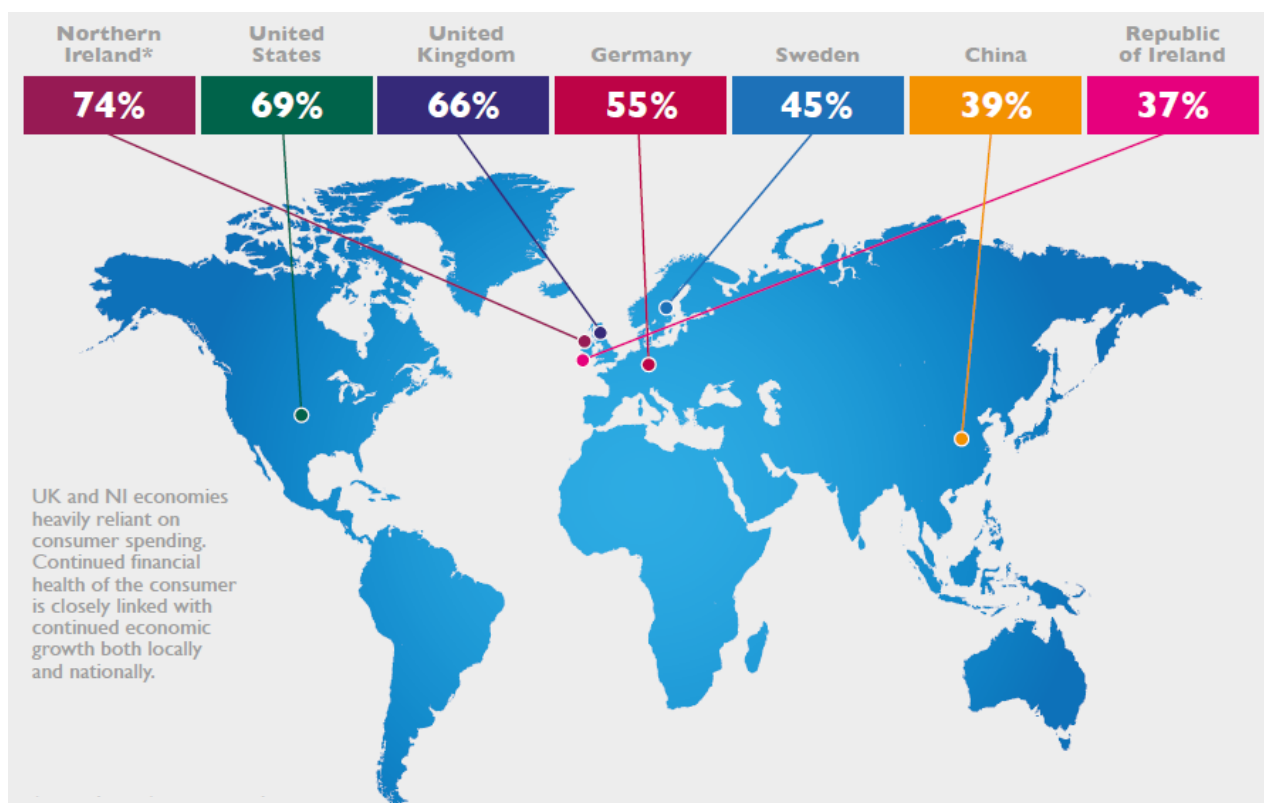 Northern
Ireland*
United
States
United
Kingdom
Germany
Sweden
China
Republic
of Ireland
74%
69%
66%
55%
45%
39%
37%
UK and NI economies
heavily reliant on
consumer spending.
Continued financial
health of the consumer
is closely linked with
continued economic
growth both locally
and nationally.